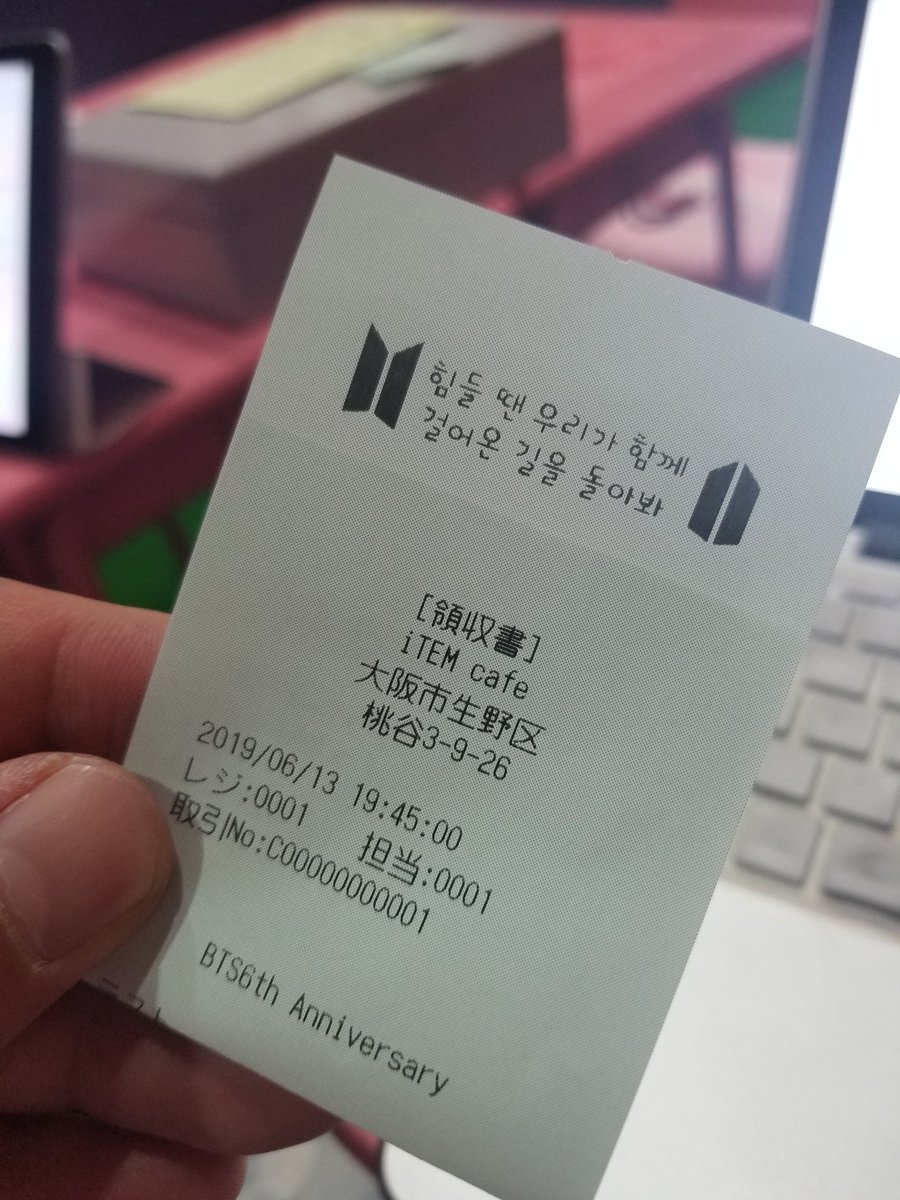 힘들 땐 우리가 함께
걸어온 길을 돌아봐
[領収書]
iTEM cafe
大阪市生野区
桃谷3-9-26
2019/06/13 19:45:00
レジ:0001 担当:0001
取引No:C00000000001
BTS6th Anniversary